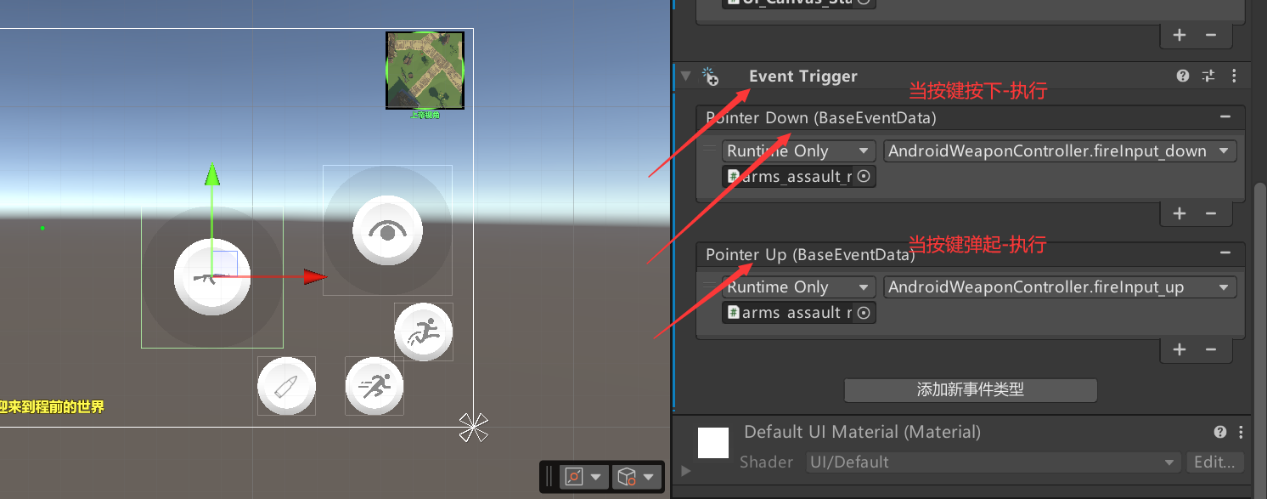 Event Trigger
当按键按下-执行
Pointer Down (BaseEventData)
Runtime Only
AndroidWeaponController.fireInput_down
arms_assault_r
当按键弹起-执行
Pointer Up (BaseEventData)
Runtime Only
AndroidWeaponController.fireInput_up
arms_assault_r
添加新事件类型
迎来到程前的世界
Default UI Material (Material)
Shader
UI/Default
Edit...